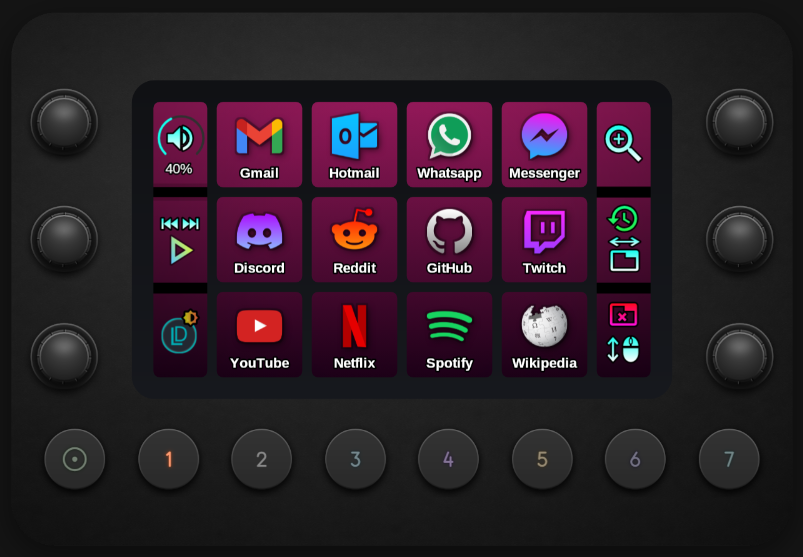 40%
Gmail
Hotmail
Whatsapp
Messenger
Discord
Reddit
GitHub
Twitch
YouTube
Netflix
Spotify
Wikipedia
1 2 3 4 5 6 7